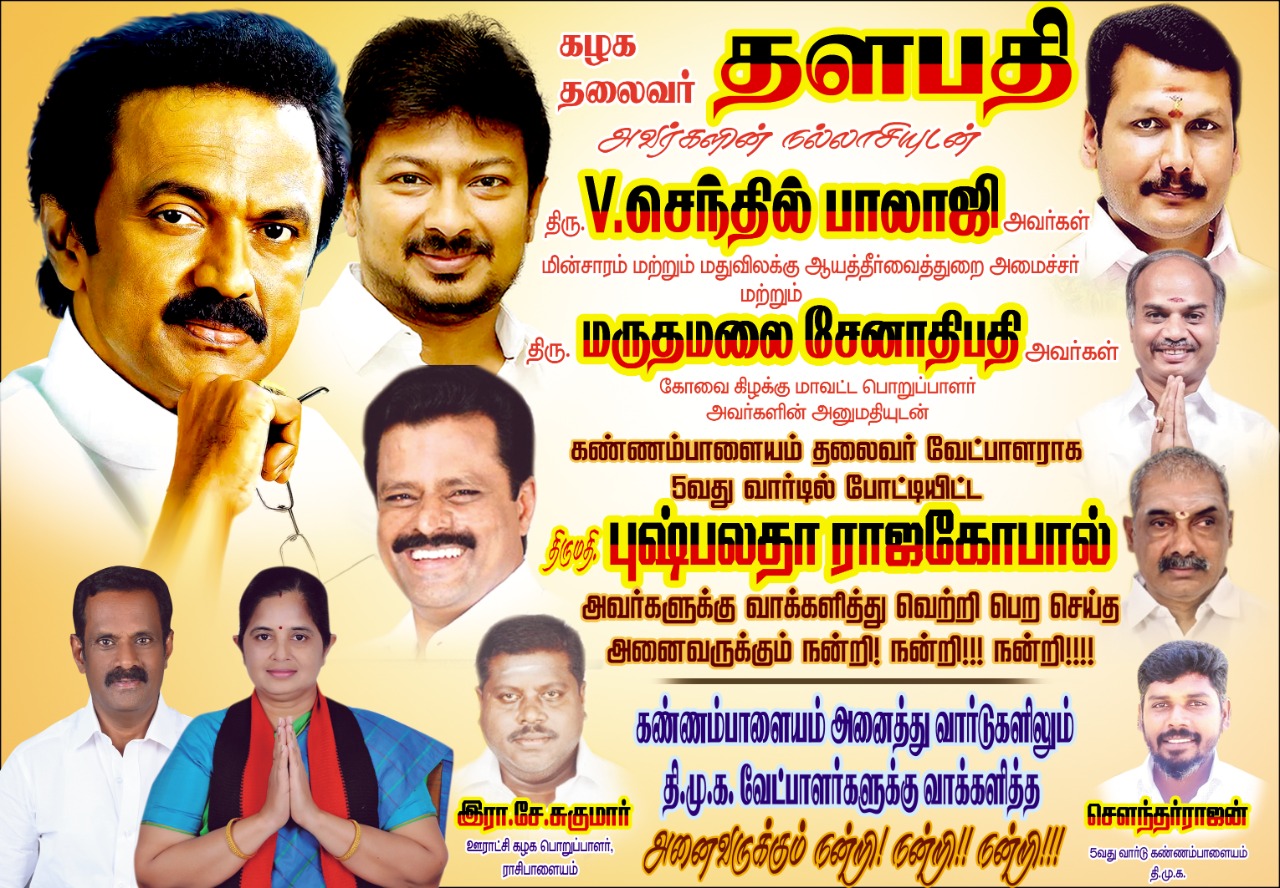 கழக
தலைவர்
தளபதி
அவர்களின் நல்லாசியுடன்
திரு. V.செந்தில் பாலாஜி அவர்கள்
மின்சாரம் மற்றும் மதுவிலக்கு ஆயத்தீர்வைத்துறை அமைச்சர்
மற்றும்
திரு. மருதமலை சேனாதிபதி அவர்கள்
கோவை கிழக்கு மாவட்ட பொறுப்பாளர்
அவர்களின் அனுமதியுடன்
கண்ணம்பாளையம் தலைவர் வேட்பாளராக
5வது வார்டில் போட்டியிட்ட
திருமதி. புஷ்பலதா ராஜகோபால்
அவர்களுக்கு வாக்களித்து வெற்றி பெற செய்த
அனைவருக்கும் நன்றி! நன்றி!!! நன்றி!!!!
கண்ணம்பாளையம் அனைத்து வார்டுகளிலும்
தி.மு.க. வேட்பாளர்களுக்கு வாக்களித்த
அனைவருக்கும் நன்றி! நன்றி!! நன்றி!!!
இரா.சே.சுகுமார்
ஊராட்சி கழக பொறுப்பாளர்,
ராசிபாளையம்
சௌந்தர்ராஜன்
5வது வார்டு கண்ணம்பாளையம்
தி.மு.க.